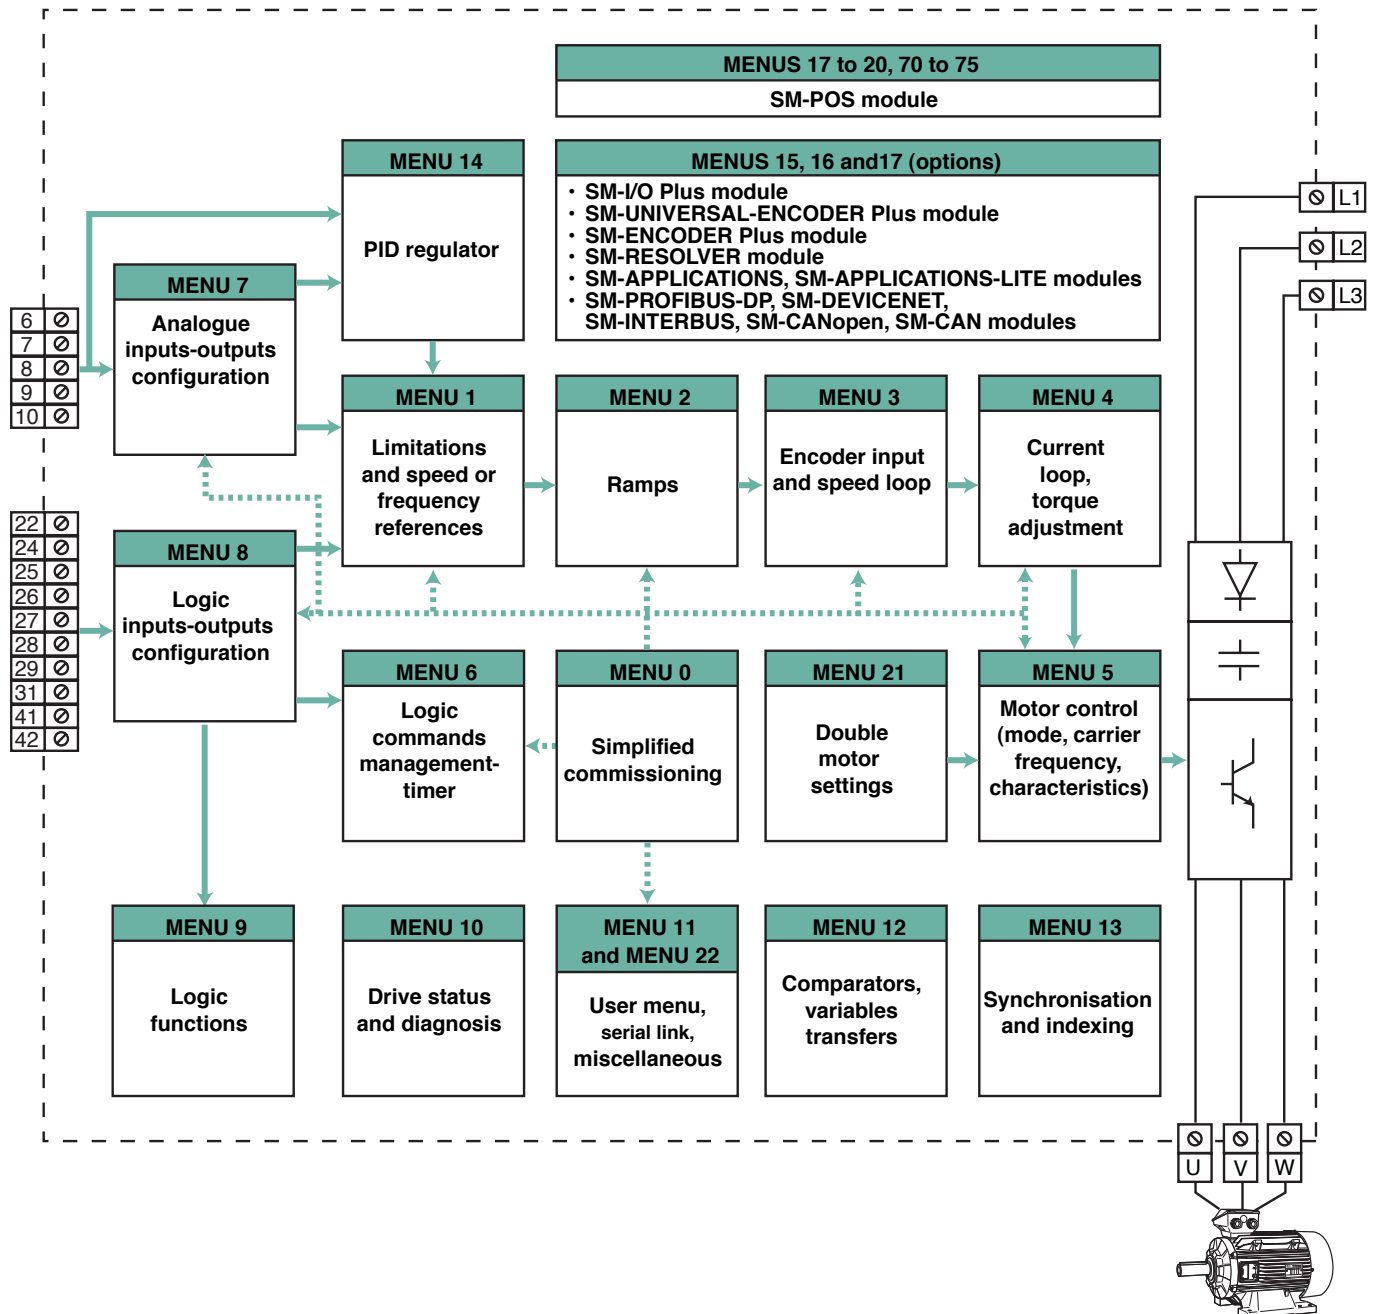 MENUS 17 to 20, 70 to 75
SM-POS module
MENU 14
PID regulator
MENUS 15, 16 and17 (options)
• SM-I/O Plus module
• SM-UNIVERSAL-ENCODER Plus module
• SM-ENCODER Plus module
• SM-RESOLVER module
• SM-APPLICATIONS, SM-APPLICATIONS-LITE modules
• SM-PROFIBUS-DP, SM-DEVICENET,
SM-INTERBUS, SM-CANopen, SM-CAN modules
L1
L2
L3
6
7
8
9
10
MENU 7
Analogue
inputs-outputs
configuration
MENU 1
Limitations
and speed or
frequency
references
MENU 2
Ramps
MENU 3
Encoder input
and speed loop
MENU 4
Current
loop,
torque
adjustment
22
24
25
26
27
28
29
31
41
42
MENU 8
Logic
inputs-outputs
configuration
MENU 6
Logic
commands
management-
timer
MENU 0
Simplified
commissioning
MENU 21
Double
motor
settings
MENU 5
Motor control
(mode, carrier
frequency,
characteristics)
MENU 9
Logic
functions
MENU 10
Drive status
and diagnosis
MENU 11
and MENU 22
User menu,
serial link,
miscellaneous
MENU 12
Comparators,
variables
transfers
MENU 13
Synchronisation
and indexing
U
V
W